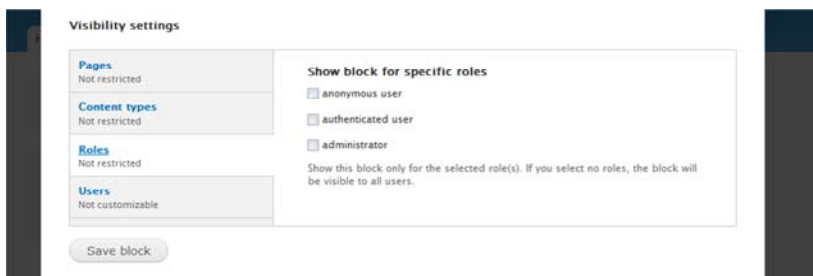 Visibility settings
Pages
Not restricted
Content types
Not restricted
Roles
Not restricted
Users
Not customizable
Show block for specific roles
anonymous user
authenticated user
administrator
Show this block only for the selected role(s). If you select no roles, the block will
be visible to all users.
Save block